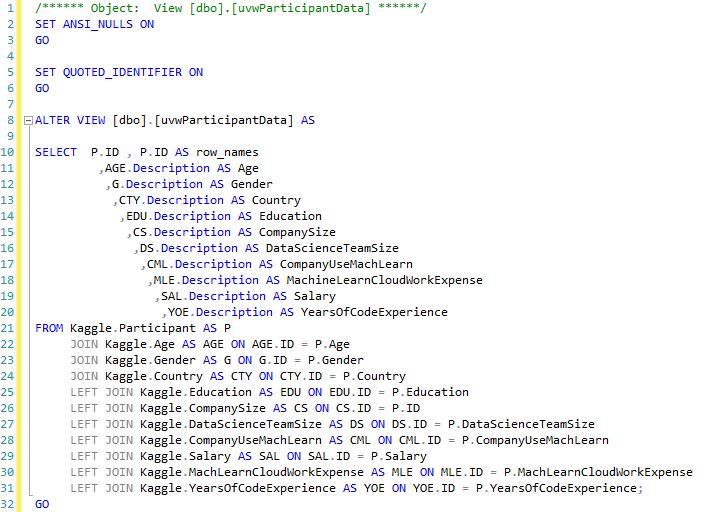 1 /****** Object:  View [dbo].[uvwParticipantData] ******/
2 SET ANSI_NULLS ON
3 GO
4
5 SET QUOTED_IDENTIFIER ON
6 GO
7
8 ALTER VIEW [dbo].[uvwParticipantData] AS
9
10 SELECT  P.ID , P.ID AS row_names
11 ,AGE.Description AS Age
12 ,G.Description AS Gender
13 ,CTY.Description AS Country
14 ,EDU.Description AS Education
15 ,CS.Description AS CompanySize
16 ,DS.Description AS DataScienceTeamSize
17 ,CML.Description AS CompanyUseMachLearn
18 ,MLE.Description AS MachineLearnCloudWorkExpense
19 ,SAL.Description AS Salary
20 ,YOE.Description AS YearsOfCodeExperience
21 FROM Kaggle.Participant AS P
22 JOIN Kaggle.Age AS AGE ON AGE.ID = P.Age
23 JOIN Kaggle.Gender AS G ON G.ID = P.Gender
24 JOIN Kaggle.Country AS CTY ON CTY.ID = P.Country
25 LEFT JOIN Kaggle.Education AS EDU ON EDU.ID = P.Education
26 LEFT JOIN Kaggle.CompanySize AS CS ON CS.ID = P.ID
27 LEFT JOIN Kaggle.DataScienceTeamSize AS DS ON DS.ID = P.DataScienceTeamSize
28 LEFT JOIN Kaggle.CompanyUseMachLearn AS CML ON CML.ID = P.CompanyUseMachLearn
29 LEFT JOIN Kaggle.Salary AS SAL ON SAL.ID = P.Salary
30 LEFT JOIN Kaggle.MachLearnCloudWorkExpense AS MLE ON MLE.ID = P.MachLearnCloudWorkExpense
31 LEFT JOIN Kaggle.YearsOfCodeExperience AS YOE ON YOE.ID = P.YearsOfCodeExperience;
32 GO